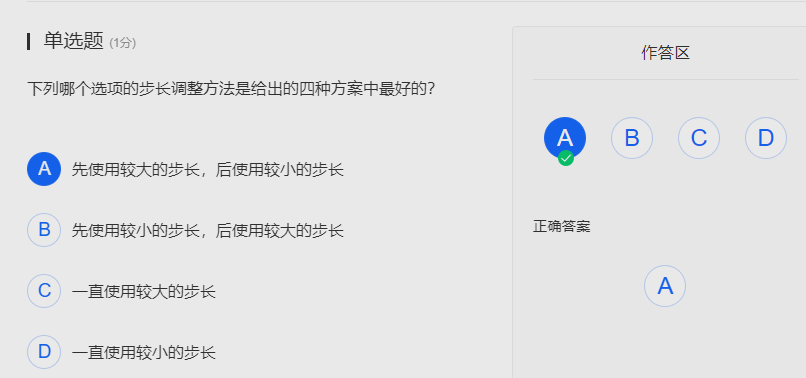 单选题 (1分)
下列哪个选项的步长调整方法是给出的四种方案中最好的?
A 先使用较大的步长，后使用较小的步长
B 先使用较小的步长，后使用较大的步长
C 一直使用较大的步长
D 一直使用较小的步长
作答区
A B C D
正确答案
A